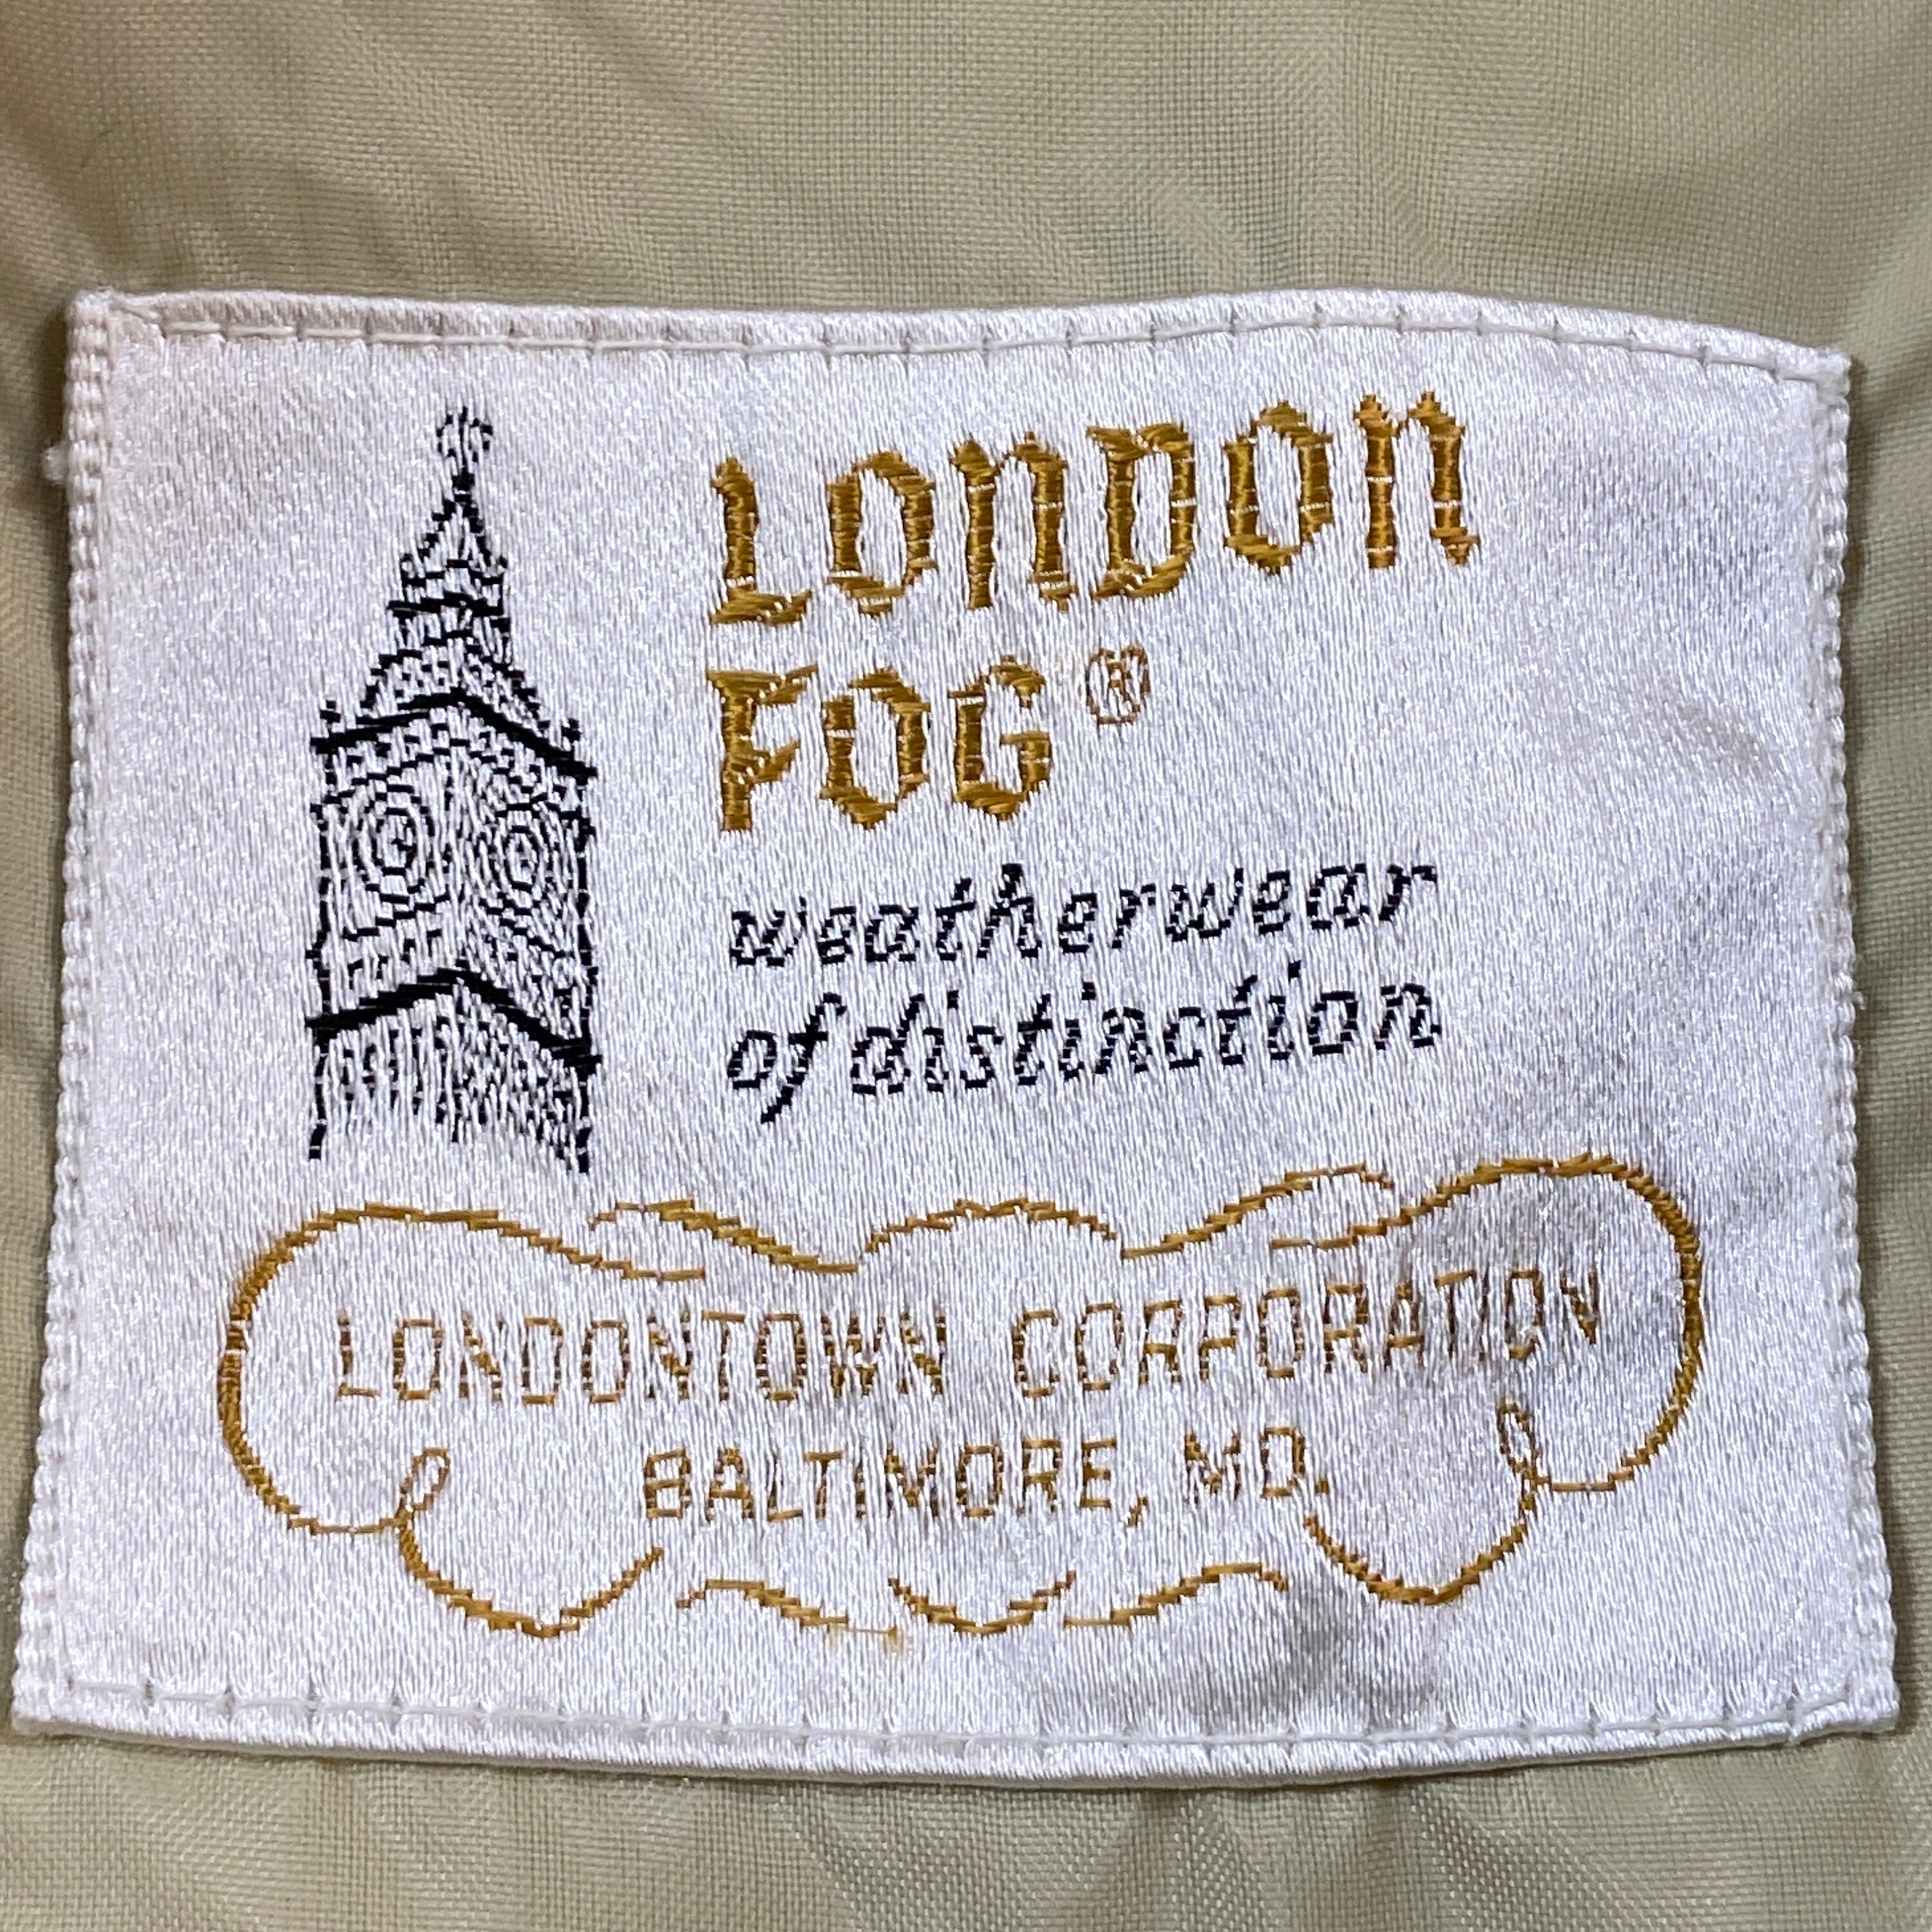 LONDON
FOG®
weatherwear
of distinction
LONDONTOWN CORPORATION
BALTIMORE, MD.